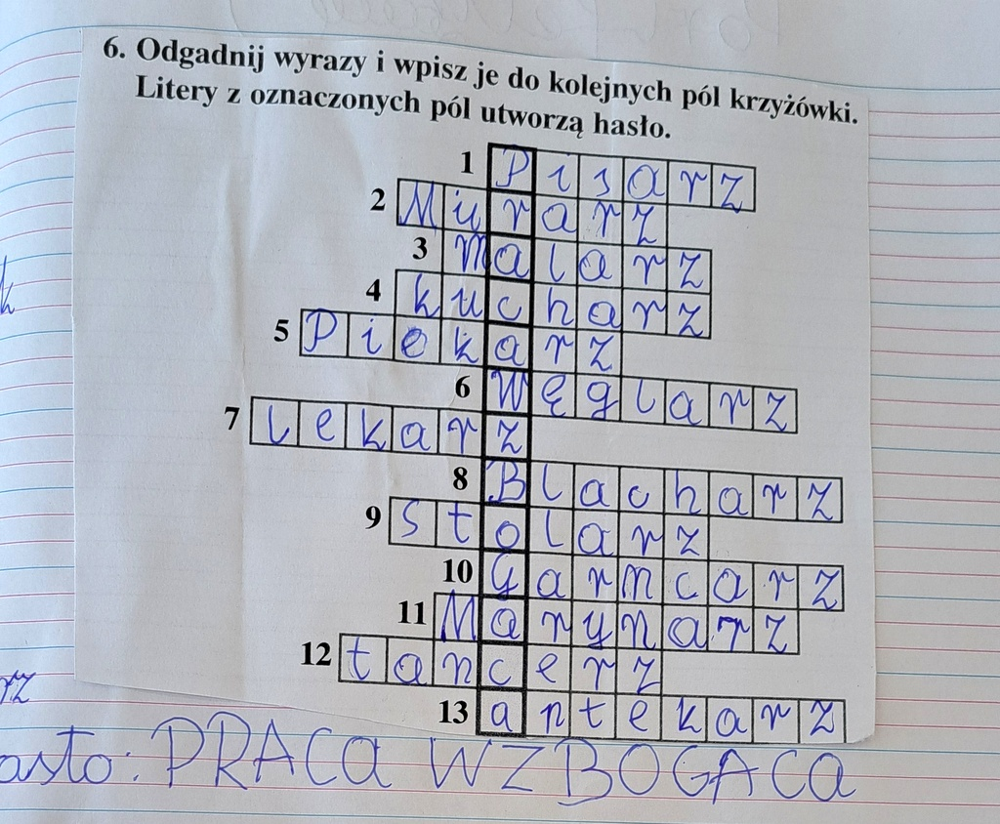 6. Odgadnij wyrazy i wpisz je do kolejnych pól krzyżówki.
Litery z oznaczonych pól utworzą hasło.
1 Pisarz
2 Murarz
3 malarz
4 kucharz
5 Piekarz
6 Węglarz
7 lekarz
8 Blacharz
9 stolarz
10 Garncarz
11 Marynarz
12 tancerz
13 antekarz
rz
asło: PRACa WZBOGACa